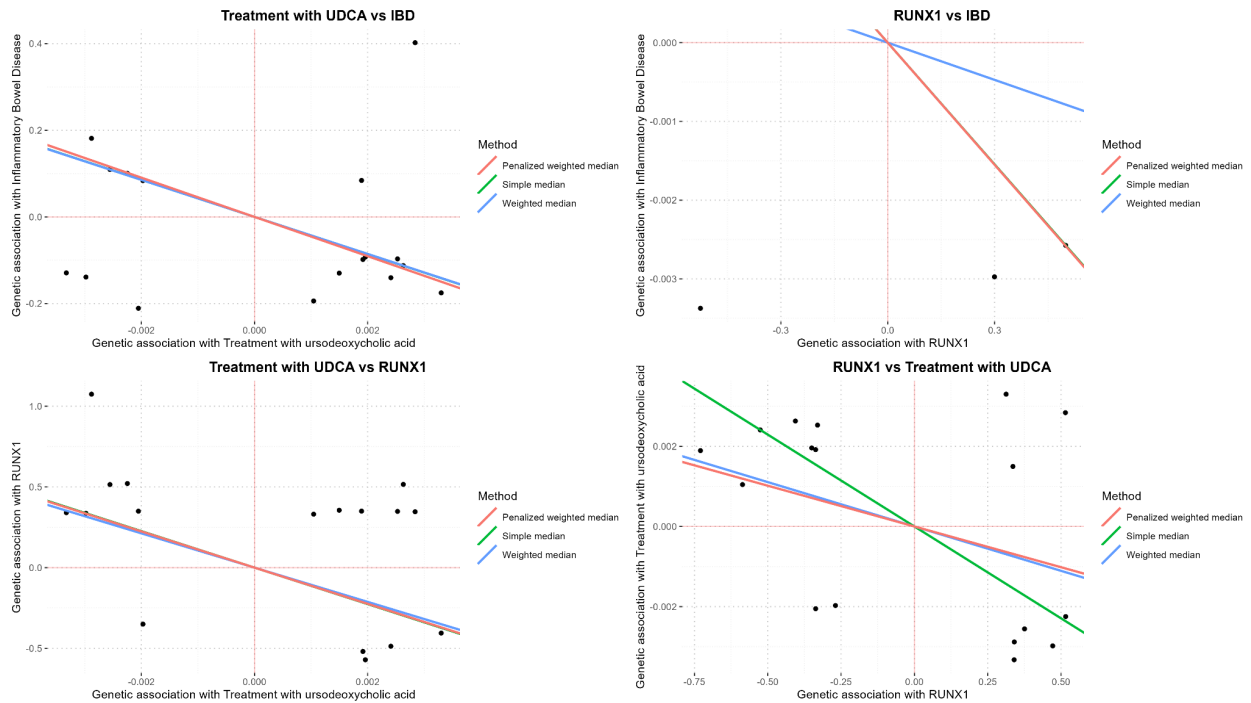 Treatment with UDCA vs IBD
Genetic association with Inflammatory Bowel Disease
0.4
0.2
0.0
-0.2
-0.002
0.000
0.002
Genetic association with Treatment with ursodeoxycholic acid
Method
Penalized weighted median
Simple median
Weighted median
RUNX1 vs IBD
Genetic association with Inflammatory Bowel Disease
0.000
-0.001
-0.002
-0.003
-0.3
0.0
0.3
Genetic association with RUNX1
Method
Penalized weighted median
Simple median
Weighted median
Treatment with UDCA vs RUNX1
Genetic association with RUNX1
1.0
0.5
0.0
-0.5
-0.002
0.000
0.002
Genetic association with Treatment with ursodeoxycholic acid
Method
Penalized weighted median
Simple median
Weighted median
RUNX1 vs Treatment with UDCA
Genetic association with Treatment with ursodeoxycholic acid
0.002
0.000
-0.002
-0.75
-0.50
-0.25
0.00
0.25
0.50
Genetic association with RUNX1
Method
Penalized weighted median
Simple median
Weighted median